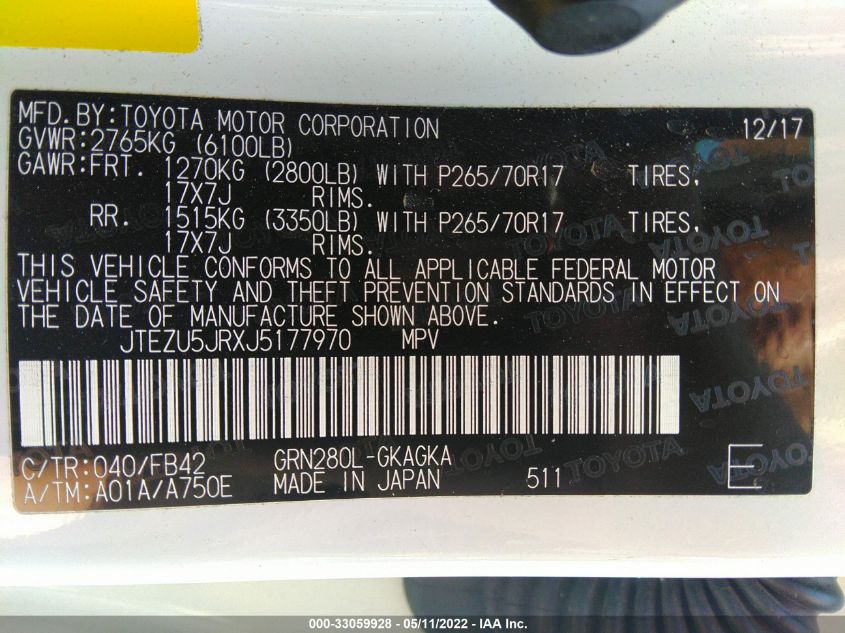 MFD.BY:TOYOTA MOTOR CORPORATION 12/17
GVWR:2765KG (6100LB)
GAWR:FRT. 1270KG (2800LB) WITH P265/70R17 TIRES,
17X7J RIMS.
RR. 1515KG (3350LB) WITH P265/70R17 TIRES,
17X7J RIMS.
THIS VEHICLE CONFORMS TO ALL APPLICABLE FEDERAL MOTOR
VEHICLE SAFETY AND THEFT PREVENTION STANDARDS IN EFFECT ON
THE DATE OF MANUFACTURE SHOWN ABOVE.
JTEZU5JRXJ5177970 MPV
C/TR:040/FB42 GRN280L-GKAGKA
A/TM:A01A/A750E MADE IN JAPAN 511 E
000-33059928 - 05/11/2022 - IAA Inc.